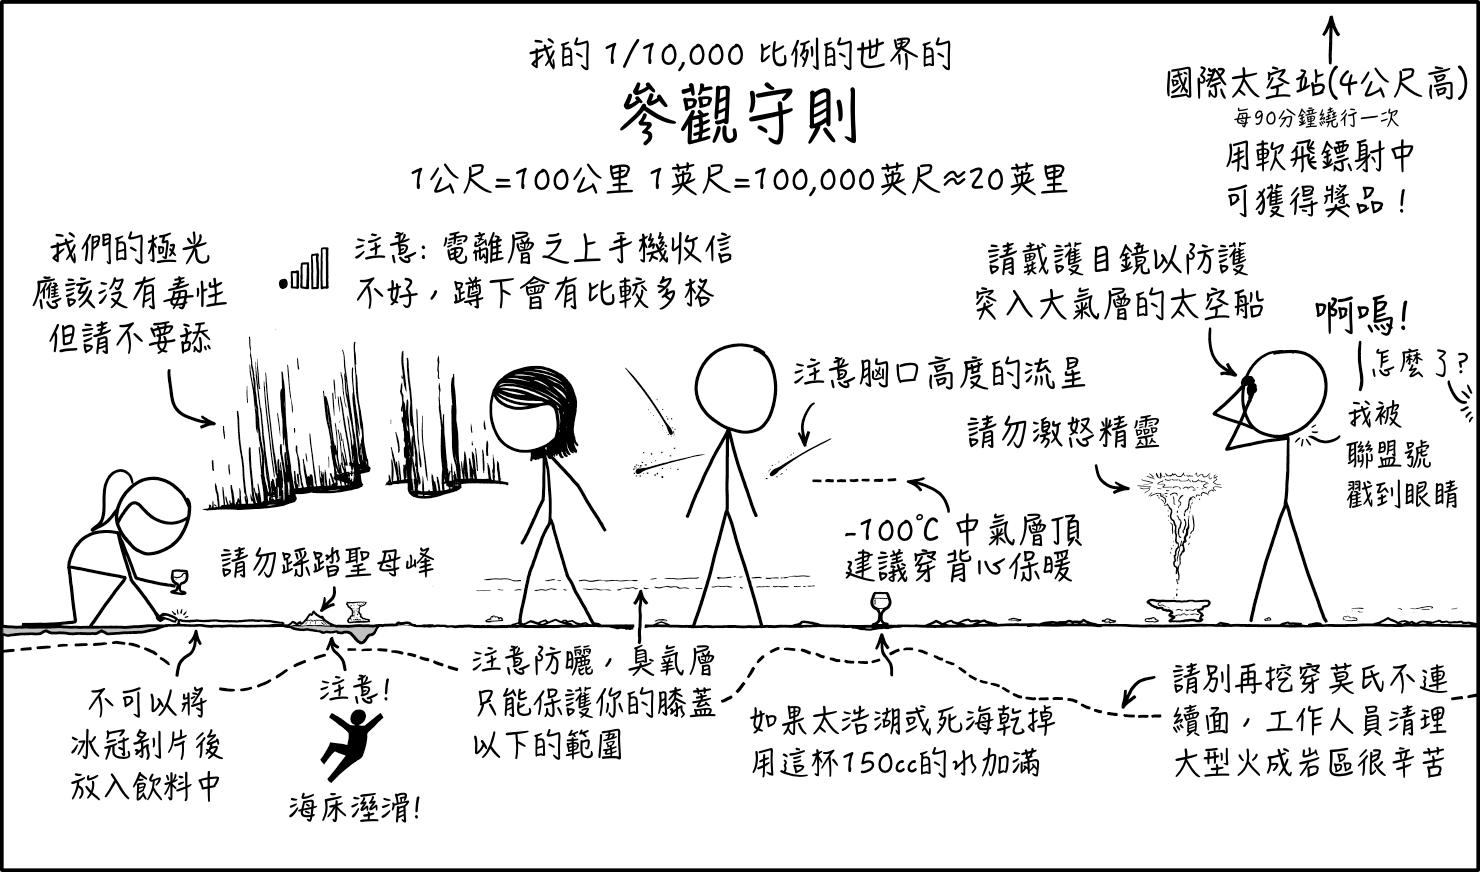 我的 1/10,000 比例的世界的
參觀守則
1公尺=100公里 1英尺=100,000英尺≈20英里
國際太空站(4公尺高)
每90分鐘繞行一次
用軟飛鏢射中
可獲得獎品！
我們的極光
應該沒有毒性
但請不要舔
注意: 電離層之上手機收信
不好，蹲下會有比較多格
請戴護目鏡以防護
突入大氣層的太空船
啊嗚!
怎麼了?
我被
聯盟號
戳到眼睛
注意胸口高度的流星
請勿激怒精靈
-100℃ 中氣層頂
建議穿背心保暖
請勿踩踏聖母峰
不可以將
冰冠剝片後
放入飲料中
注意!
海床溼滑!
注意防曬，臭氧層
只能保護你的膝蓋
以下的範圍
如果太浩湖或死海乾掉
用這杯150cc的水加滿
請別再挖穿莫氏不連
續面，工作人員清理
大型火成岩區很辛苦